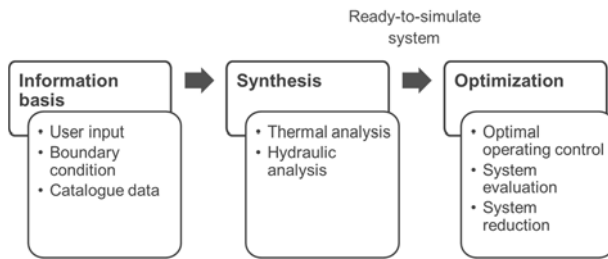 Ready-to-simulate
system
Information
basis
• User input
• Boundary
condition
• Catalogue data
Synthesis
• Thermal analysis
• Hydraulic
analysis
Optimization
• Optimal
operating control
• System
evaluation
• System
reduction